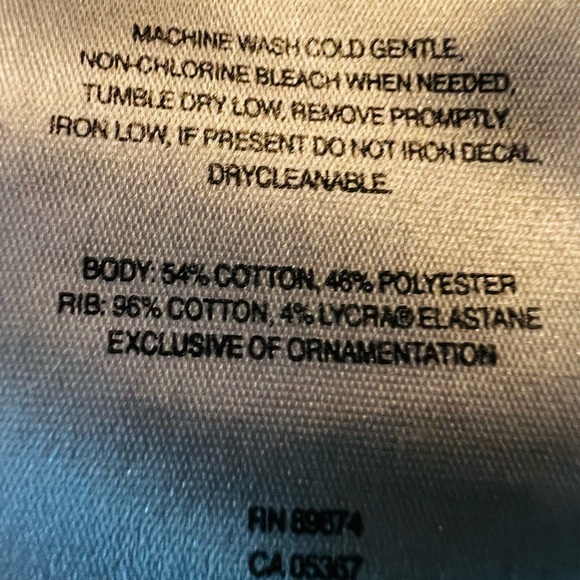 MACHINE WASH COLD GENTLE,
NON-CHLORINE BLEACH WHEN NEEDED,
TUMBLE DRY LOW, REMOVE PROMPTLY,
IRON LOW, IF PRESENT DO NOT IRON DECAL,
DRYCLEANABLE.
BODY: 54% COTTON, 46% POLYESTER
RIB: 96% COTTON, 4% LYCRA® ELASTANE
EXCLUSIVE OF ORNAMENTATION
RN
CA 05367